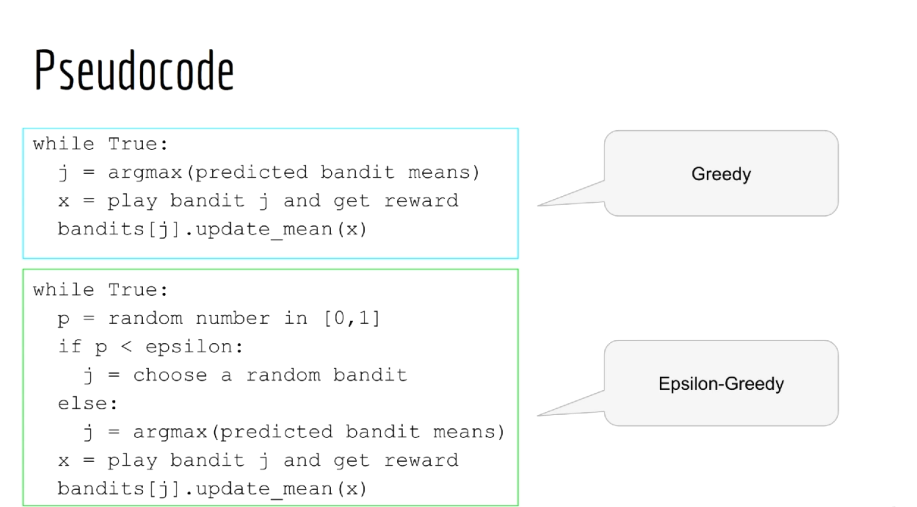 Pseudocode
while True:
  j = argmax(predicted bandit means)
  x = play bandit j and get reward
  bandits[j].update_mean(x)
Greedy
while True:
  p = random number in [0,1]
  if p < epsilon:
    j = choose a random bandit
  else:
    j = argmax(predicted bandit means)
  x = play bandit j and get reward
  bandits[j].update_mean(x)
Epsilon-Greedy